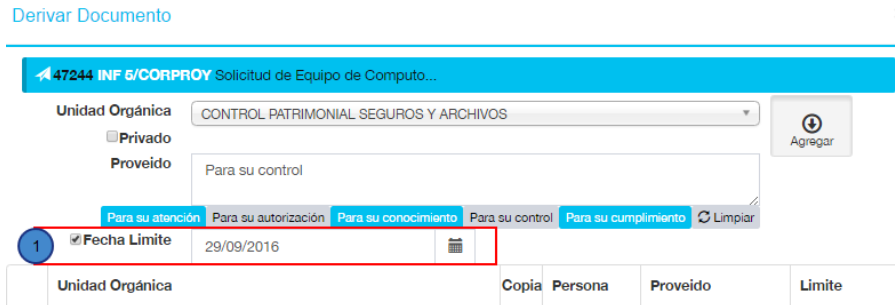 Derivar Documento
47244 INF 5/CORPROY Solicitud de Equipo de Computo...
Unidad Orgánica CONTROL PATRIMONIAL SEGUROS Y ARCHIVOS
Privado
Agregar
Proveido Para su control
Para su atención Para su autorización Para su conocimiento Para su control Para su cumplimiento Limpiar
1 Fecha Limite 29/09/2016
Unidad Orgánica Copia Persona Proveido Limite